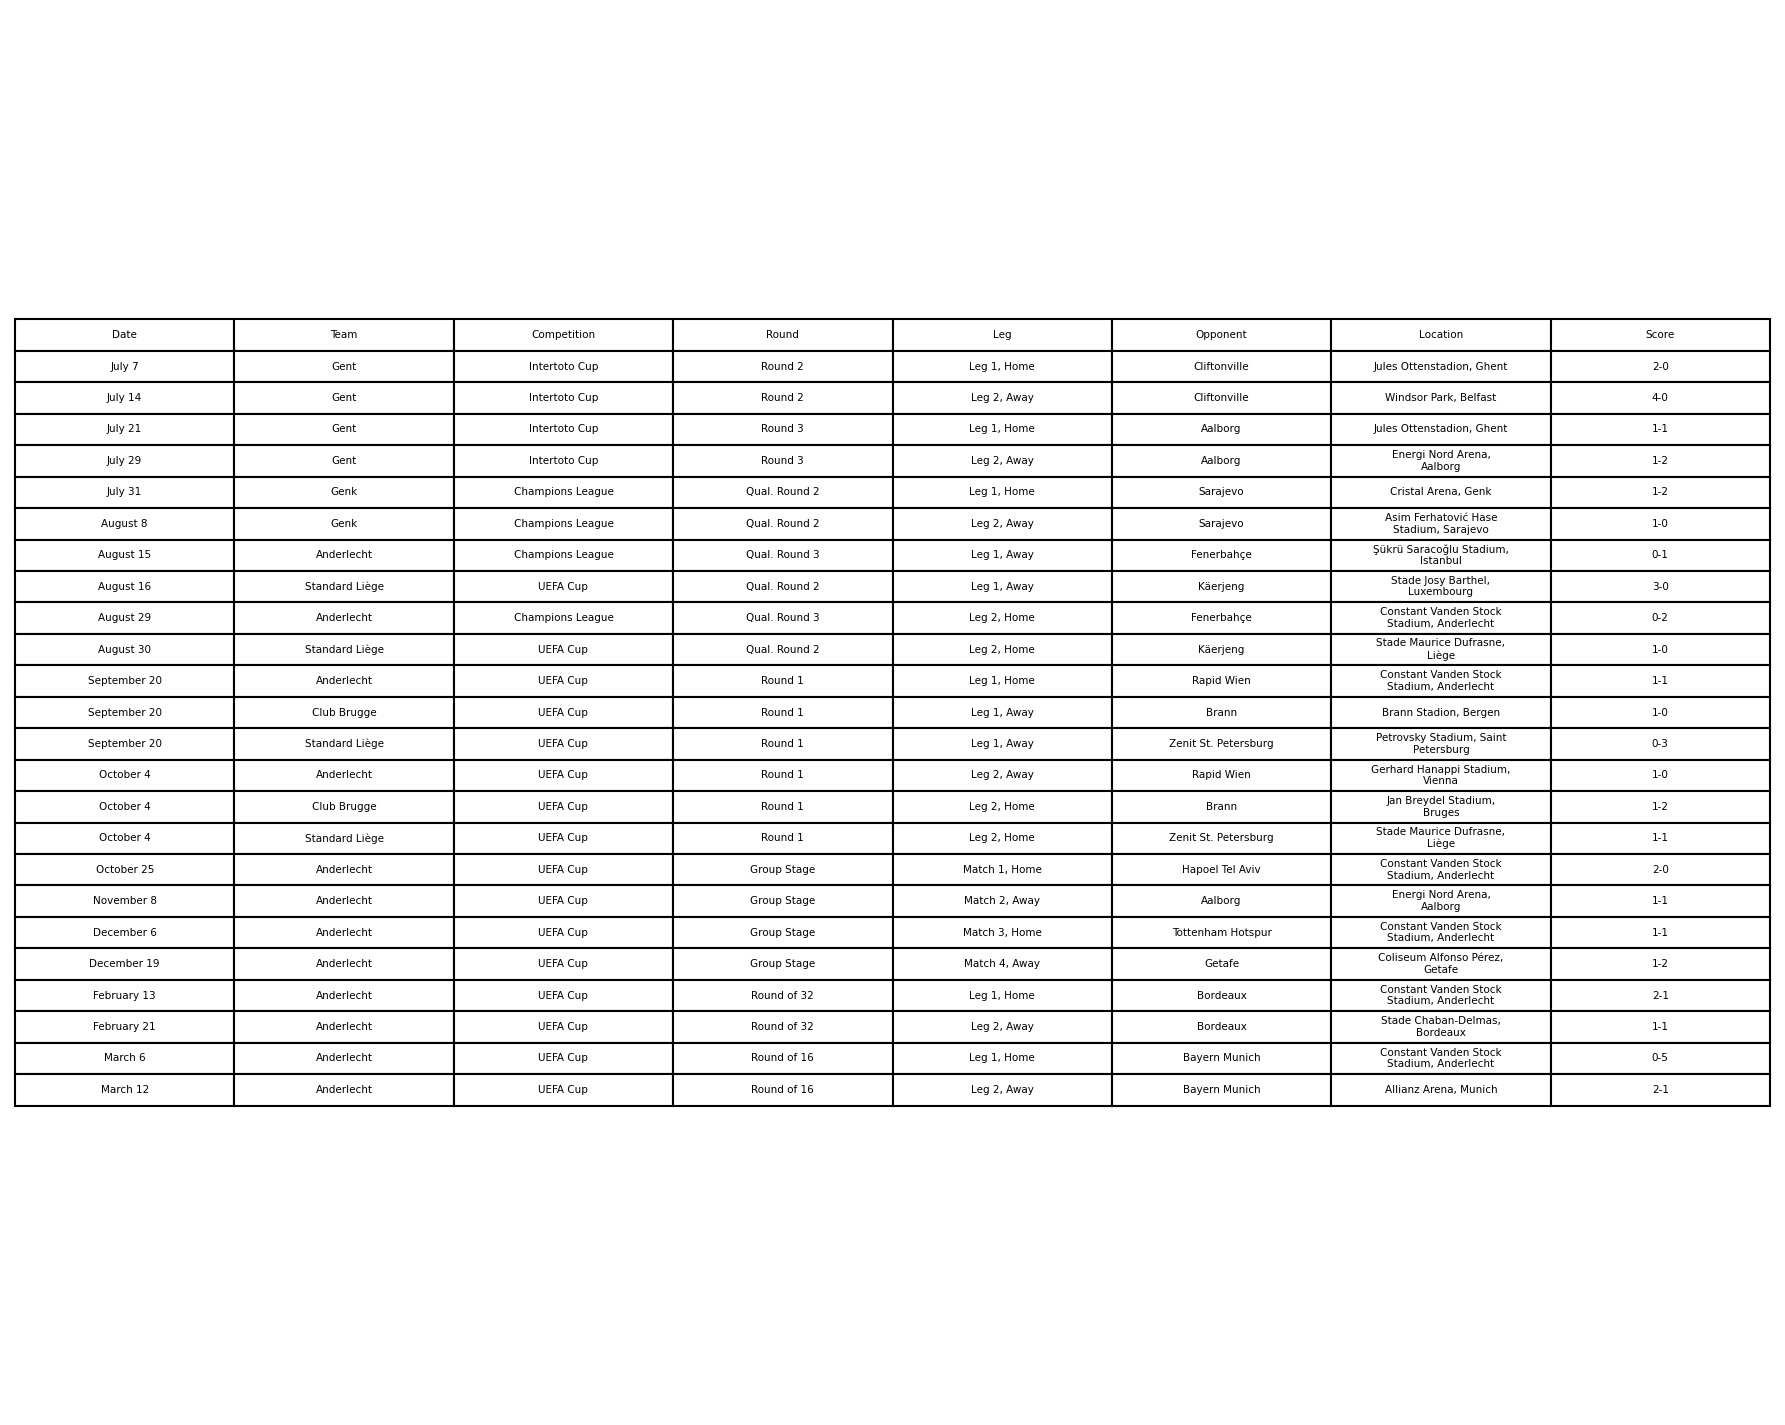 Date Team Competition Round Leg Opponent Location Score
July 7 Gent Intertoto Cup Round 2 Leg 1, Home Cliftonville Jules Ottenstadion, Ghent 2-0
July 14 Gent Intertoto Cup Round 2 Leg 2, Away Cliftonville Windsor Park, Belfast 4-0
July 21 Gent Intertoto Cup Round 3 Leg 1, Home Aalborg Jules Ottenstadion, Ghent 1-1
July 29 Gent Intertoto Cup Round 3 Leg 2, Away Aalborg Energi Nord Arena,
Aalborg 1-2
July 31 Genk Champions League Qual. Round 2 Leg 1, Home Sarajevo Cristal Arena, Genk 1-2
August 8 Genk Champions League Qual. Round 2 Leg 2, Away Sarajevo Asim Ferhatović Hase
Stadium, Sarajevo 1-0
August 15 Anderlecht Champions League Qual. Round 3 Leg 1, Away Fenerbahçe Şükrü Saracoğlu Stadium,
Istanbul 0-1
August 16 Standard Liège UEFA Cup Qual. Round 2 Leg 1, Away Käerjeng Stade Josy Barthel,
Luxembourg 3-0
August 29 Anderlecht Champions League Qual. Round 3 Leg 2, Home Fenerbahçe Constant Vanden Stock
Stadium, Anderlecht 0-2
August 30 Standard Liège UEFA Cup Qual. Round 2 Leg 2, Home Käerjeng Stade Maurice Dufrasne,
Liège 1-0
September 20 Anderlecht UEFA Cup Round 1 Leg 1, Home Rapid Wien Constant Vanden Stock
Stadium, Anderlecht 1-1
September 20 Club Brugge UEFA Cup Round 1 Leg 1, Away Brann Brann Stadion, Bergen 1-0
September 20 Standard Liège UEFA Cup Round 1 Leg 1, Away Zenit St. Petersburg Petrovsky Stadium, Saint
Petersburg 0-3
October 4 Anderlecht UEFA Cup Round 1 Leg 2, Away Rapid Wien Gerhard Hanappi Stadium,
Vienna 1-0
October 4 Club Brugge UEFA Cup Round 1 Leg 2, Home Brann Jan Breydel Stadium,
Bruges 1-2
October 4 Standard Liège UEFA Cup Round 1 Leg 2, Home Zenit St. Petersburg Stade Maurice Dufrasne,
Liège 1-1
October 25 Anderlecht UEFA Cup Group Stage Match 1, Home Hapoel Tel Aviv Constant Vanden Stock
Stadium, Anderlecht 2-0
November 8 Anderlecht UEFA Cup Group Stage Match 2, Away Aalborg Energi Nord Arena,
Aalborg 1-1
December 6 Anderlecht UEFA Cup Group Stage Match 3, Home Tottenham Hotspur Constant Vanden Stock
Stadium, Anderlecht 1-1
December 19 Anderlecht UEFA Cup Group Stage Match 4, Away Getafe Coliseum Alfonso Pérez,
Getafe 1-2
February 13 Anderlecht UEFA Cup Round of 32 Leg 1, Home Bordeaux Constant Vanden Stock
Stadium, Anderlecht 2-1
February 21 Anderlecht UEFA Cup Round of 32 Leg 2, Away Bordeaux Stade Chaban-Delmas,
Bordeaux 1-1
March 6 Anderlecht UEFA Cup Round of 16 Leg 1, Home Bayern Munich Constant Vanden Stock
Stadium, Anderlecht 0-5
March 12 Anderlecht UEFA Cup Round of 16 Leg 2, Away Bayern Munich Allianz Arena, Munich 2-1